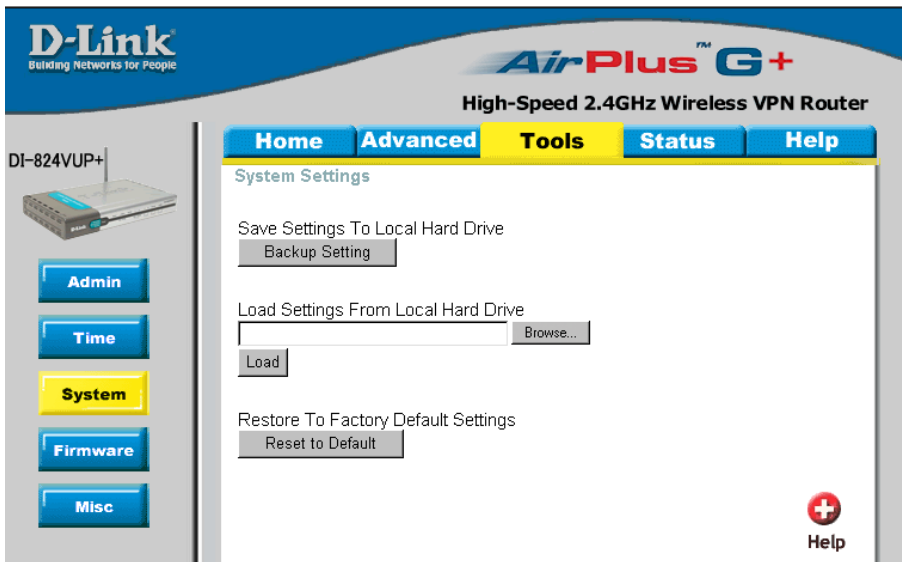 D-Link
Building Networks for People
AirPlus™ G+
High-Speed 2.4GHz Wireless VPN Router
DI-824VUP+
Home Advanced Tools Status Help
System Settings
Save Settings To Local Hard Drive
Backup Setting
Load Settings From Local Hard Drive
Browse...
Load
Restore To Factory Default Settings
Reset to Default
Admin
Time
System
Firmware
Misc
Help